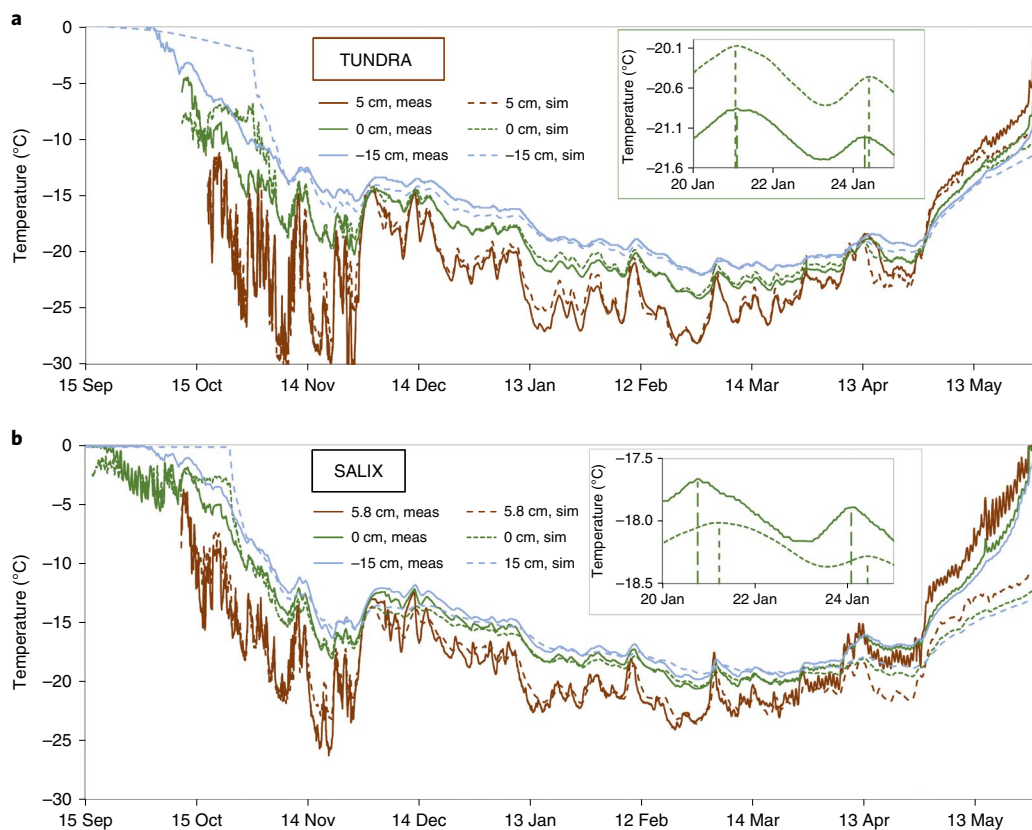 a
0
−5
−10
−15
−20
−25
−30
Temperature (°C)
TUNDRA
5 cm, meas
5 cm, sim
0 cm, meas
0 cm, sim
−15 cm, meas
−15 cm, sim
−20.1
−20.6
−21.1
−21.6
Temperature (°C)
20 Jan
22 Jan
24 Jan
15 Sep
15 Oct
14 Nov
14 Dec
13 Jan
12 Feb
14 Mar
13 Apr
13 May
b
0
−5
−10
−15
−20
−25
−30
Temperature (°C)
SALIX
5.8 cm, meas
5.8 cm, sim
0 cm, meas
0 cm, sim
−15 cm, meas
15 cm, sim
−17.5
−18.0
−18.5
Temperature (°C)
20 Jan
22 Jan
24 Jan
15 Sep
15 Oct
14 Nov
14 Dec
13 Jan
12 Feb
14 Mar
13 Apr
13 May